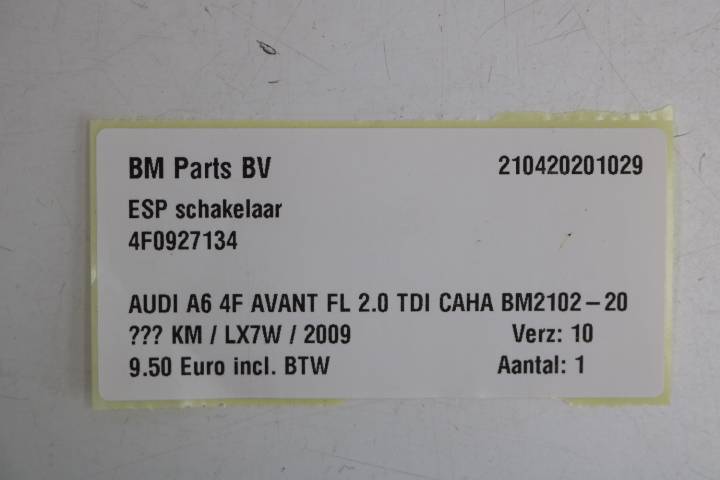 BM Parts BV 210420201029
ESP schakelaar
4F0927134
AUDI A6 4F AVANT FL 2.0 TDI CAHA BM2102-20
??? KM / LX7W / 2009 Verz: 10
9.50 Euro incl. BTW Aantal: 1